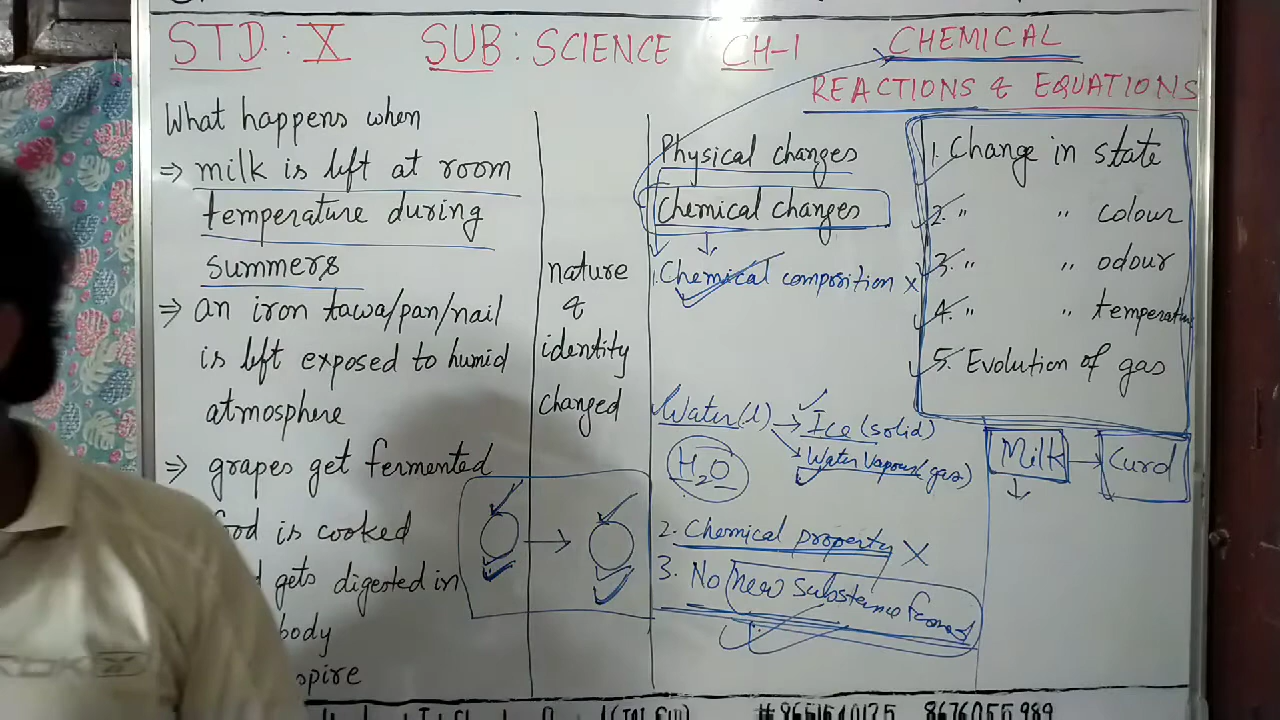 STD : X SUB : SCIENCE CH-1 CHEMICAL
REACTIONS & EQUATIONS
What happens when
⇒ milk is left at room
temperature during
summers
⇒ an iron tawa/pan/nail
is left exposed to humid
atmosphere
⇒ grapes get fermented
is cooked
gets digested in
body
nature
&
identity
changed
Physical changes
Chemical changes
1. Chemical composition ×
Water(l) → Ice (solid)
→ Water Vapour (gas)
H₂O
2. Chemical property ×
3. No new substance formed
1. Change in state
2. " " colour
3. " " odour
4. " " temperatu
5. Evolution of gas
Milk → Curd
8676055989